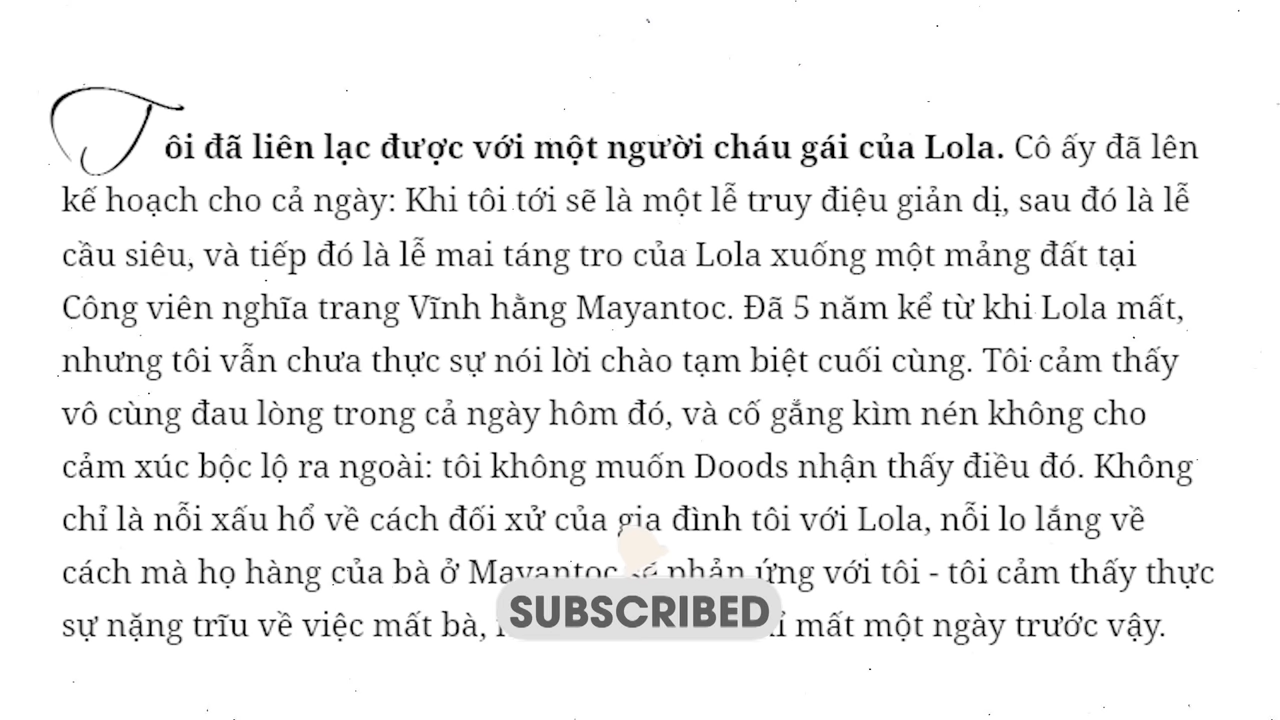 Tôi đã liên lạc được với một người cháu gái của Lola. Cô ấy đã lên
kế hoạch cho cả ngày: Khi tôi tới sẽ là một lễ truy điệu giản dị, sau đó là lễ
cầu siêu, và tiếp đó là lễ mai táng tro của Lola xuống một mảng đất tại
Công viên nghĩa trang Vĩnh hằng Mayantoc. Đã 5 năm kể từ khi Lola mất,
nhưng tôi vẫn chưa thực sự nói lời chào tạm biệt cuối cùng. Tôi cảm thấy
vô cùng đau lòng trong cả ngày hôm đó, và cố gắng kìm nén không cho
cảm xúc bộc lộ ra ngoài: tôi không muốn Doods nhận thấy điều đó. Không
chỉ là nỗi xấu hổ về cách đối xử của gia đình tôi với Lola, nỗi lo lắng về
cách mà họ hàng của bà ở Mayantoc sẽ phản ứng với tôi - tôi cảm thấy thực
sự nặng trĩu về việc mất bà, mất một ngày trước vậy.
SUBSCRIBED